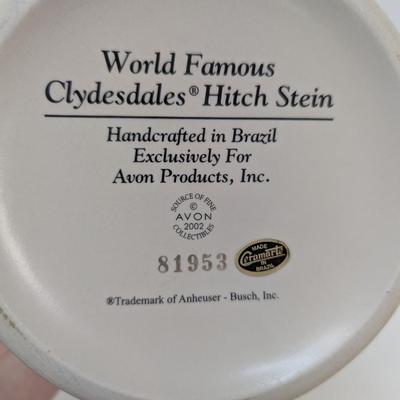 World Famous
Clydesdales® Hitch Stein
Handcrafted in Brazil
Exclusively For
Avon Products, Inc.
SOURCE OF FINE
©
AVON
2002
COLLECTIBLES
81953
MADE
Ceramarte
IN
BRAZIL
®Trademark of Anheuser - Busch, Inc.